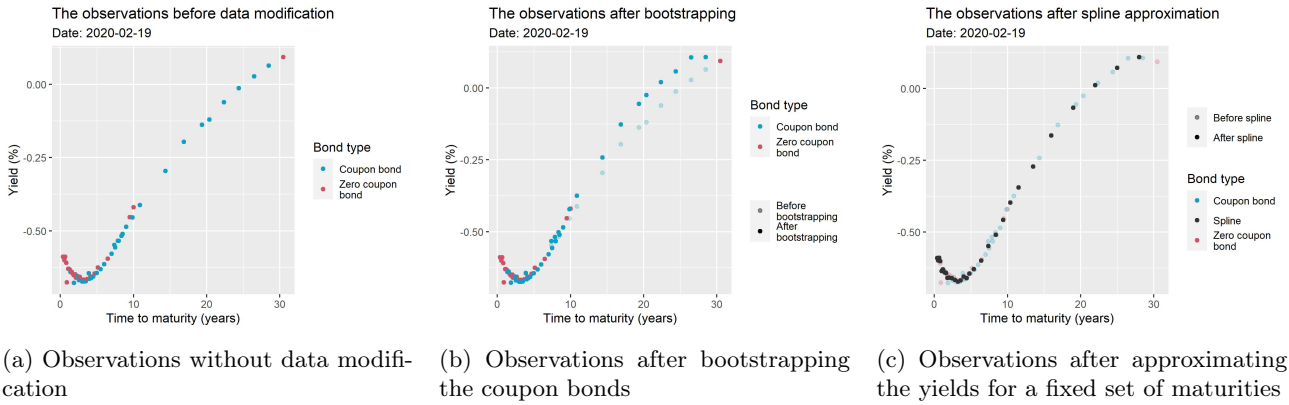 The observations before data modification
Date: 2020-02-19
0.00
-0.25
-0.50
Yield (%)
0
10
20
30
Time to maturity (years)
Bond type
Coupon bond
Zero coupon
bond
(a) Observations without data modifi-
cation
The observations after bootstrapping
Date: 2020-02-19
0.00
-0.25
-0.50
Yield (%)
0
10
20
30
Time to maturity (years)
Bond type
Coupon bond
Zero coupon
bond
Before
bootstrapping
After
bootstrapping
(b) Observations after bootstrapping
the coupon bonds
The observations after spline approximation
Date: 2020-02-19
0.00
-0.25
-0.50
Yield (%)
0
10
20
30
Time to maturity (years)
Before spline
After spline
Bond type
Coupon bond
Spline
Zero coupon
bond
(c) Observations after approximating
the yields for a fixed set of maturities